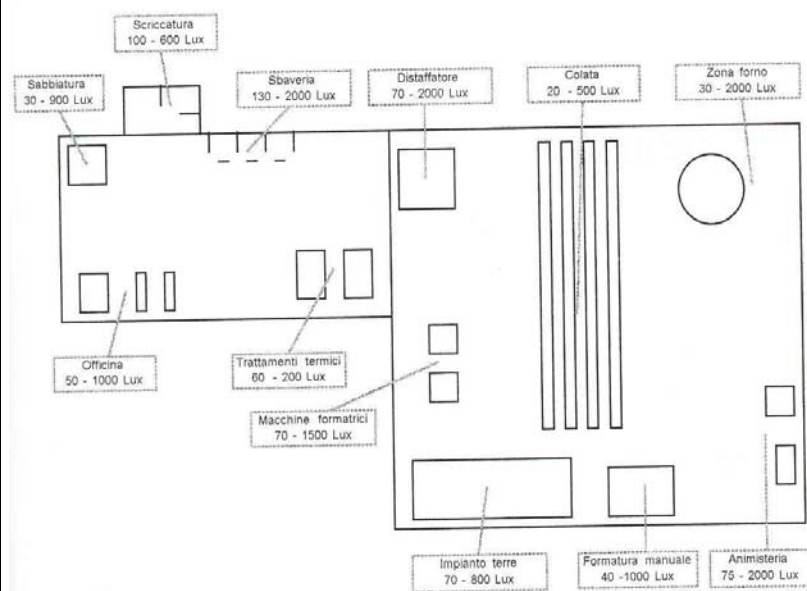 Scriccatura
100 - 600 Lux
Sabbiatura
30 - 900 Lux
Sbaveria
130 - 2000 Lux
Distaffatore
70 - 2000 Lux
Colata
20 - 500 Lux
Zona forno
30 - 2000 Lux
Officina
50 - 1000 Lux
Trattamenti termici
60 - 200 Lux
Macchine formatrici
70 - 1500 Lux
Impianto terre
70 - 800 Lux
Formatura manuale
40 -1000 Lux
Animisteria
75 - 2000 Lux